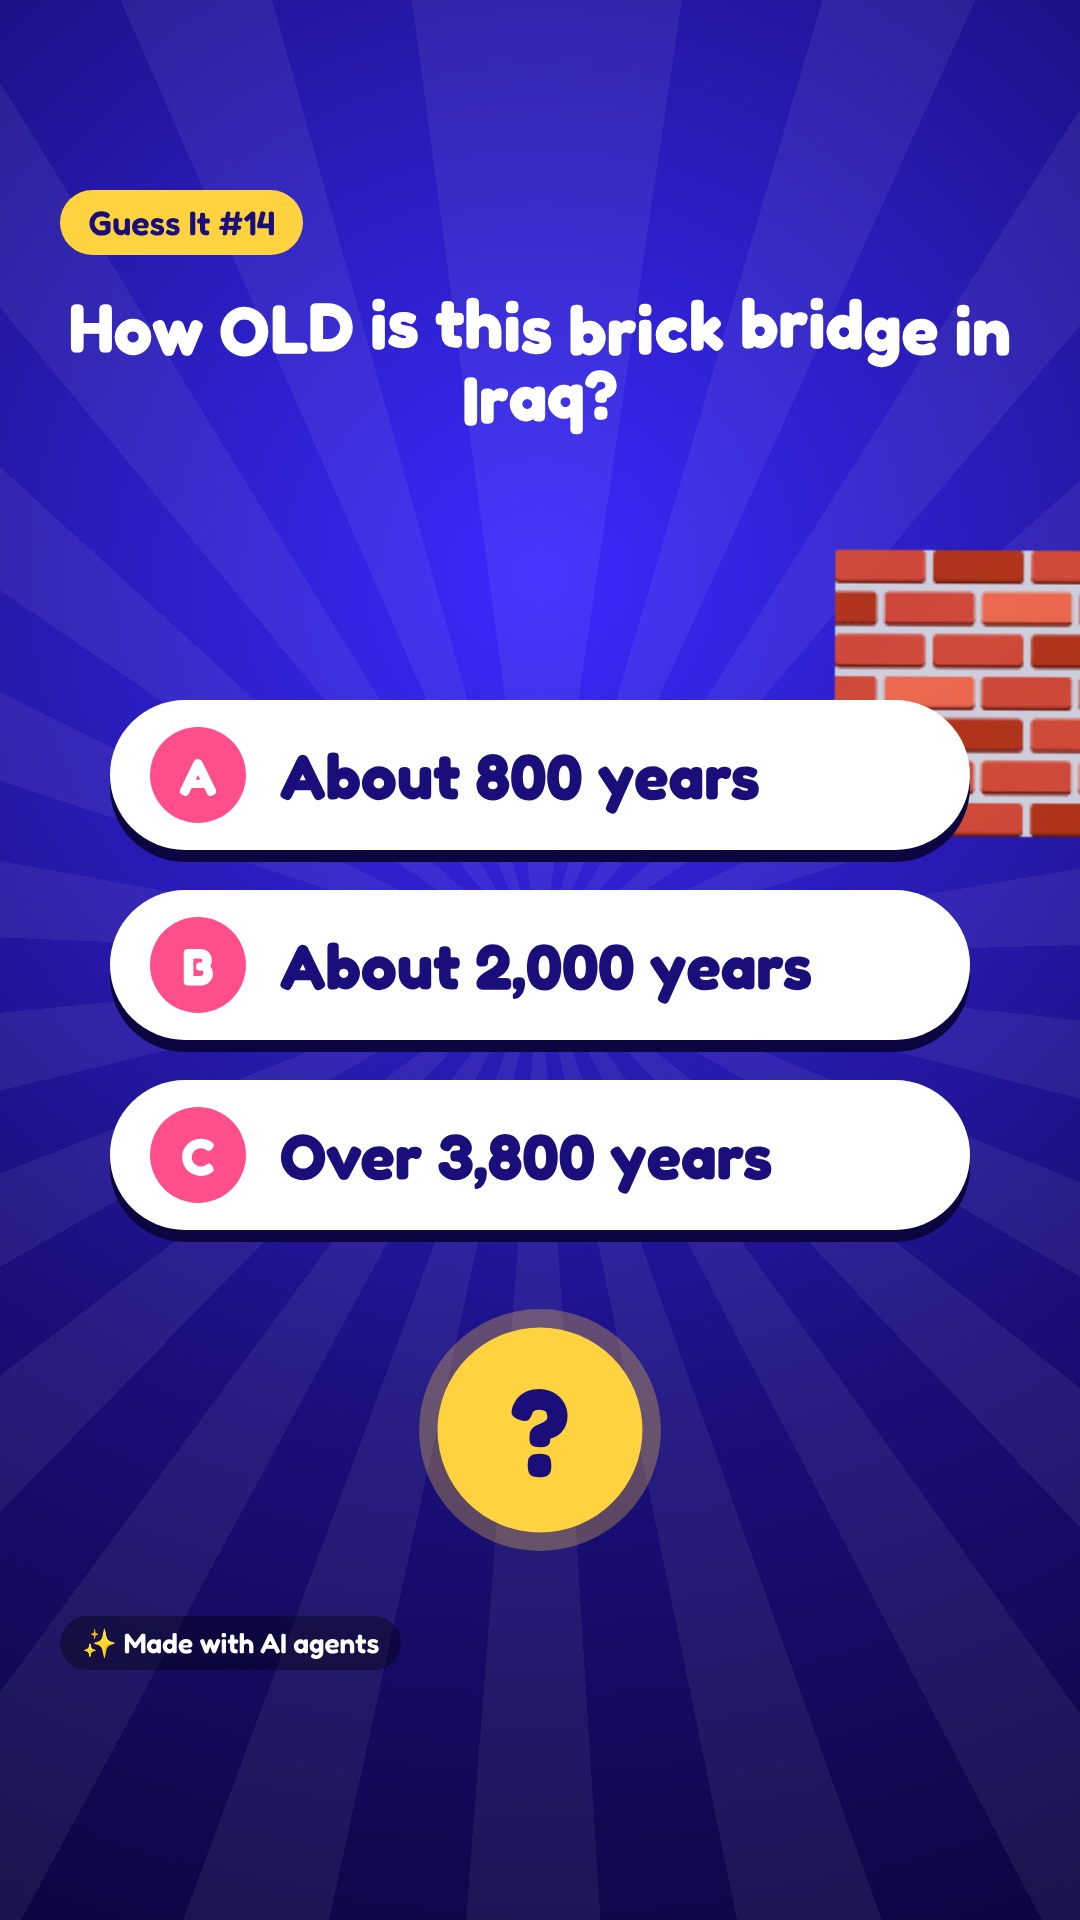 Guess It #14
How OLD is this brick bridge in
Iraq?
A About 800 years
B About 2,000 years
C Over 3,800 years
?
✨ Made with AI agents